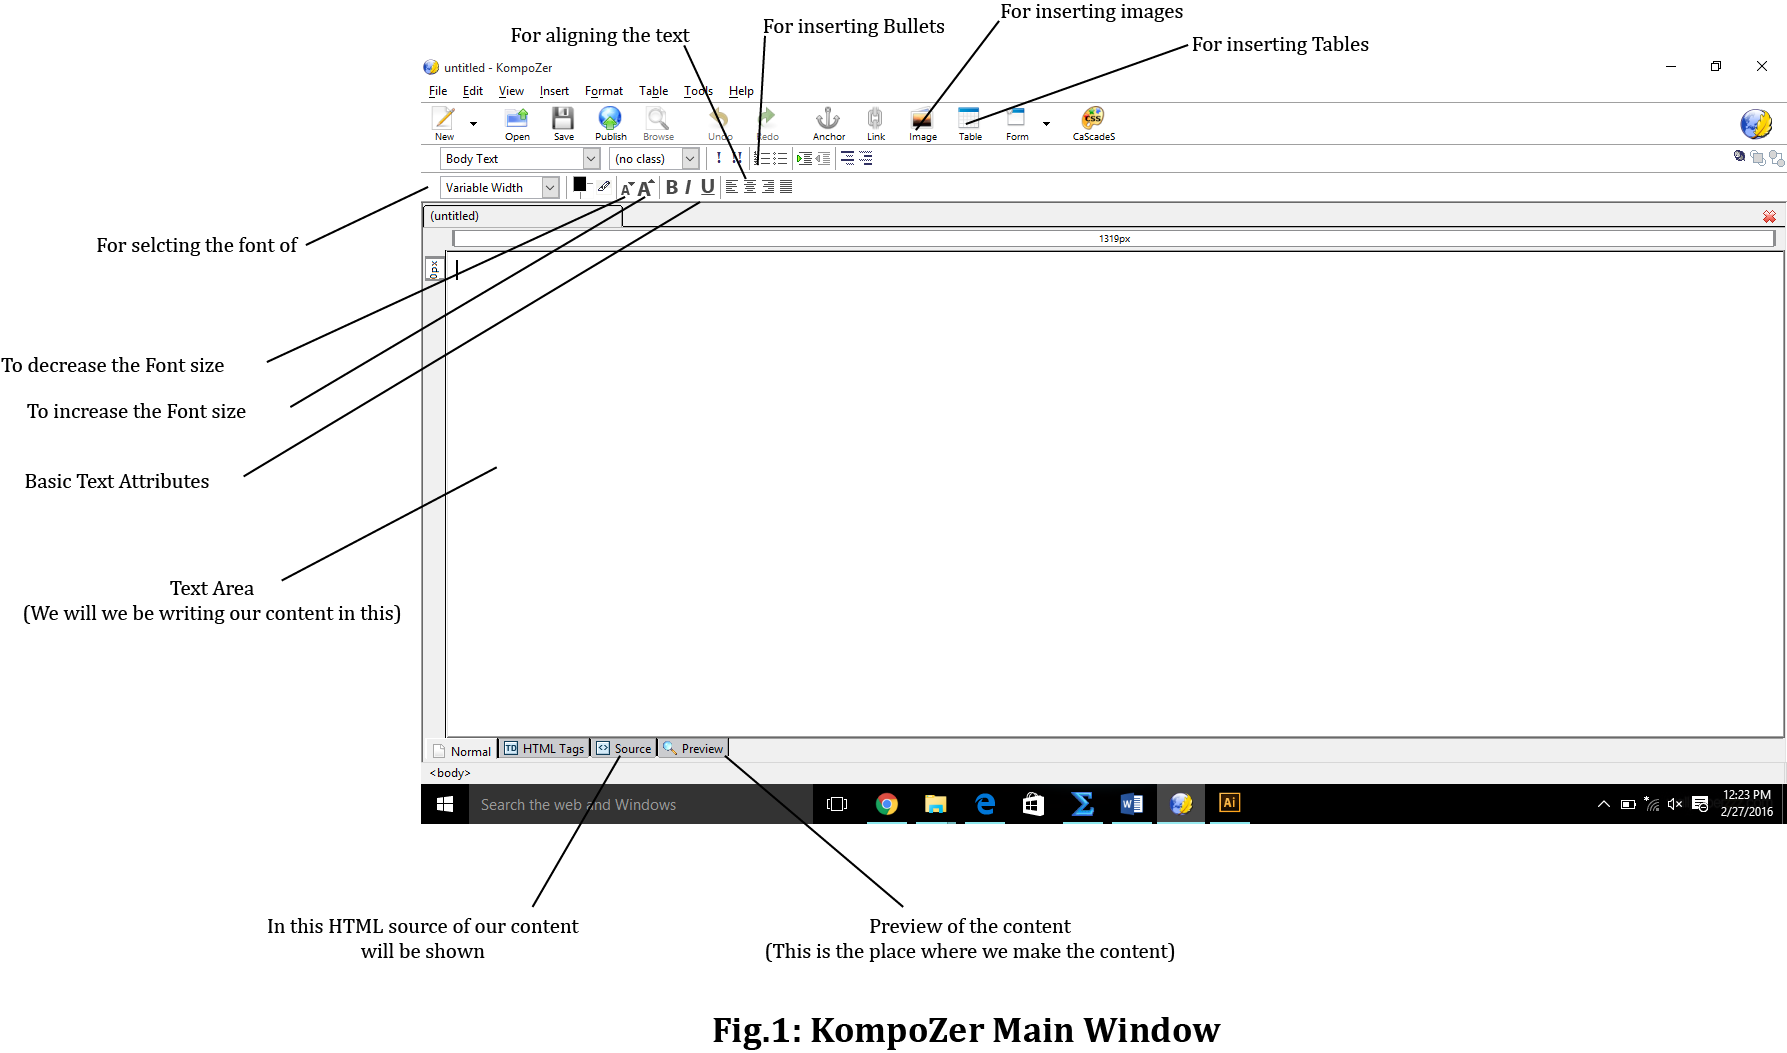 For inserting images
For inserting Bullets
For aligning the text
For inserting Tables
untitled - KompoZer
File Edit View Insert Format Table Tools Help
New Open Save Publish Browse Undo Redo Anchor Link Image Table Form CaScadeS
Body Text (no class) ! !!
Variable Width A A B I U
(untitled)
1319px
0px
For selcting the font of
To decrease the Font size
To increase the Font size
Basic Text Attributes
Text Area
(We will we be writing our content in this)
Normal HTML Tags Source Preview
<body>
Search the web and Windows
12:23 PM
2/27/2016
In this HTML source of our content
will be shown
Preview of the content
(This is the place where we make the content)
Fig.1: KompoZer Main Window